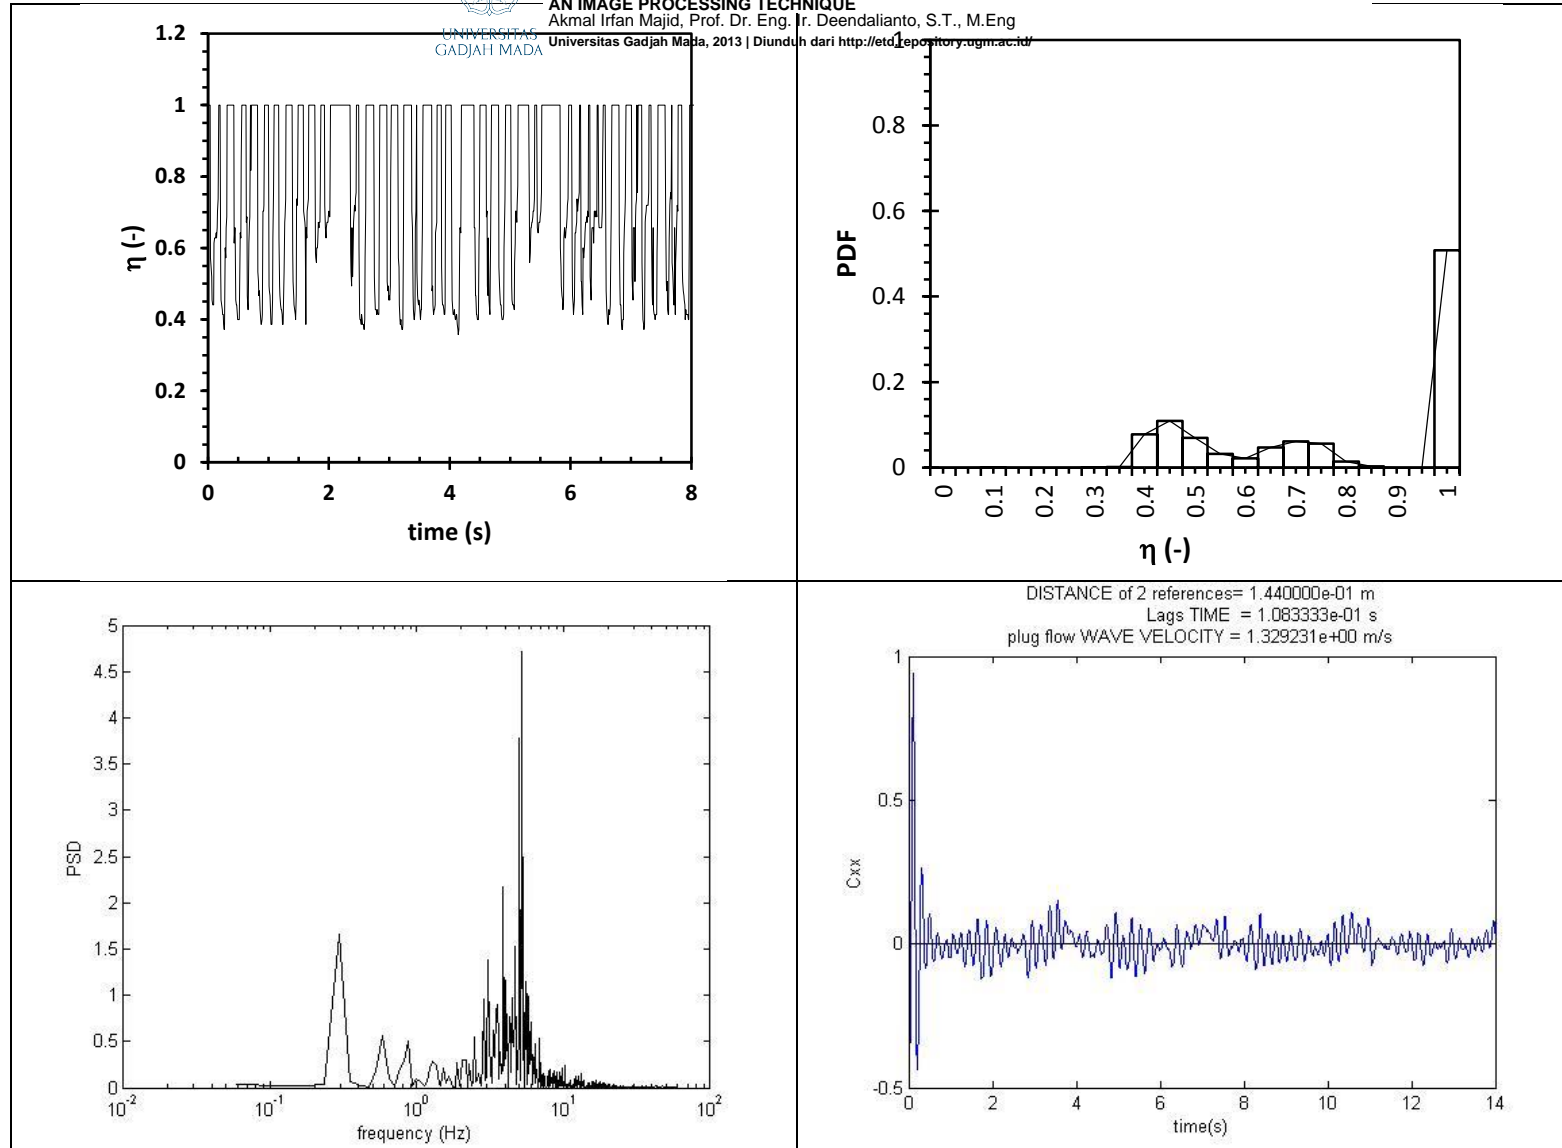 AN IMAGE PROCESSING TECHNIQUE
Akmal Irfan Majid, Prof. Dr. Eng. Ir. Deendalianto, S.T., M.Eng
UNIVERSITAS
GADJAH MADA
Universitas Gadjah Mada, 2013 | Diunduh dari http://etd.repository.ugm.ac.id/
1.2
1
0.8
0.6
0.4
0.2
0
η (-)
0 2 4 6 8
time (s)
1
0.8
0.6
0.4
0.2
0
PDF
0 0.1 0.2 0.3 0.4 0.5 0.6 0.7 0.8 0.9 1
η (-)
5
4.5
4
3.5
3
2.5
2
1.5
1
0.5
0
PSD
10⁻² 10⁻¹ 10⁰ 10¹ 10²
frequency (Hz)
DISTANCE of 2 references= 1.440000e-01 m
Lags TIME = 1.083333e-01 s
plug flow WAVE VELOCITY = 1.329231e+00 m/s
1
0.5
0
-0.5
Cxx
0 2 4 6 8 10 12 14
time(s)